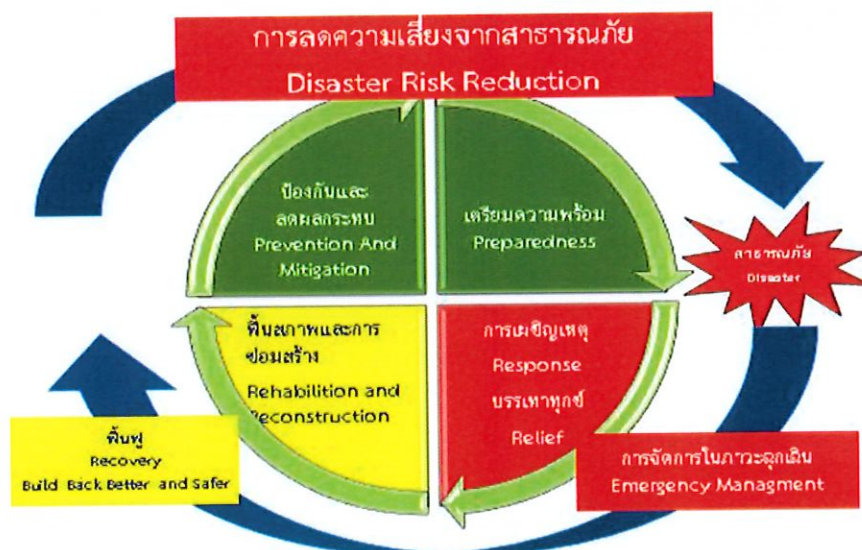 การลดความเสี่ยงจากสาธารณภัย
Disaster Risk Reduction
ป้องกันและ
ลดผลกระทบ
Prevention And
Mitigation
เตรียมความพร้อม
Preparedness
สาธารณภัย
Disaster
ฟื้นสภาพและการ
ซ่อมสร้าง
Rehabilition and
Reconstruction
การเผชิญเหตุ
Response
บรรเทาทุกข์
Relief
ฟื้นฟู
Recovery
Build Back Better and Safer
การจัดการในภาวะฉุกเฉิน
Emergency Managment